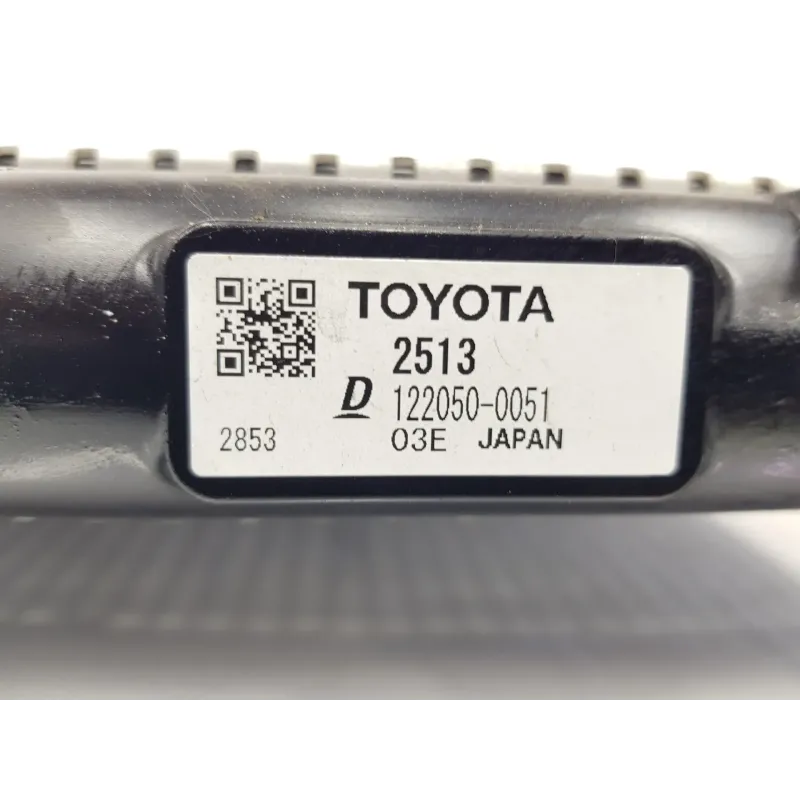 TOYOTA
2513
D 122050-0051
2853 03E JAPAN